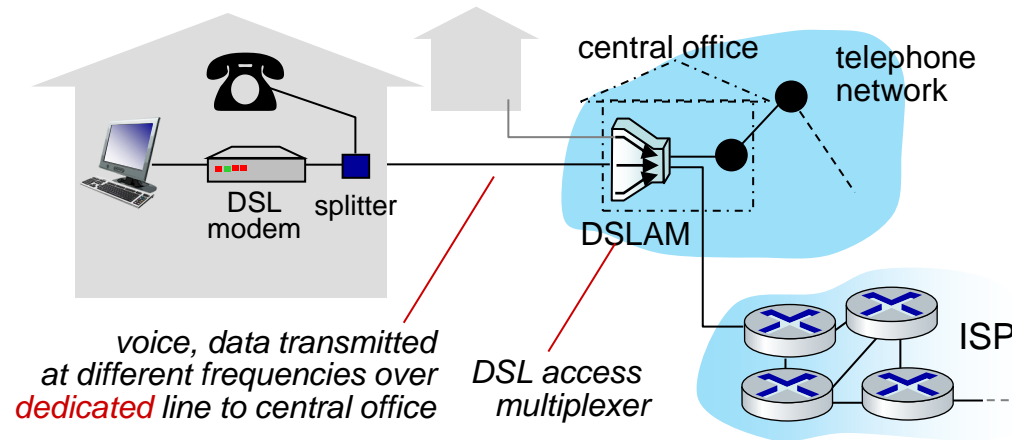 central office
telephone
network
DSL
modem
splitter
DSLAM
ISP
voice, data transmitted
at different frequencies over
dedicated line to central office
DSL access
multiplexer